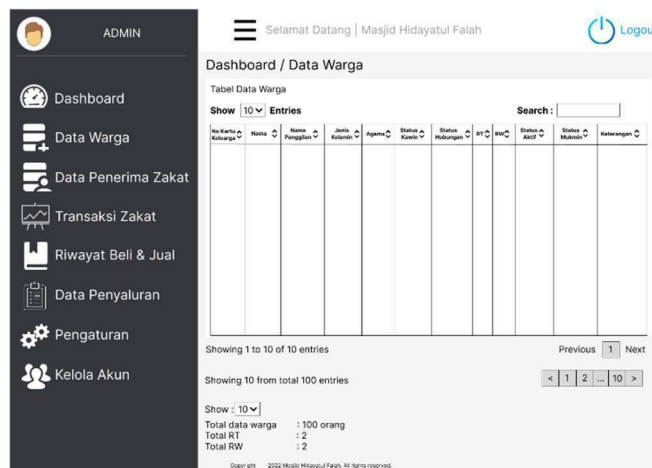 ADMIN
Selamat Datang | Masjid Hidayatul Falah
Logou
Dashboard
Data Warga
Data Penerima Zakat
Transaksi Zakat
Riwayat Beli & Jual
Data Penyaluran
Pengaturan
Kelola Akun
Dashboard / Data Warga
Tabel Data Warga
Show 10 Entries
Search :
No Kartu Keluarga Nama Nama Panggilan Jenis Kelamin Agama Status Kawin Status Hubungan RT RW Status Aktif Status Mukmin Keterangan
Showing 1 to 10 of 10 entries
Previous 1 Next
Showing 10 from total 100 entries
< 1 2 ... 10 >
Show : 10
Total data warga : 100 orang
Total RT : 2
Total RW : 2
Copyright 2022 Masjid Hidayatul Falah. All rights reserved.